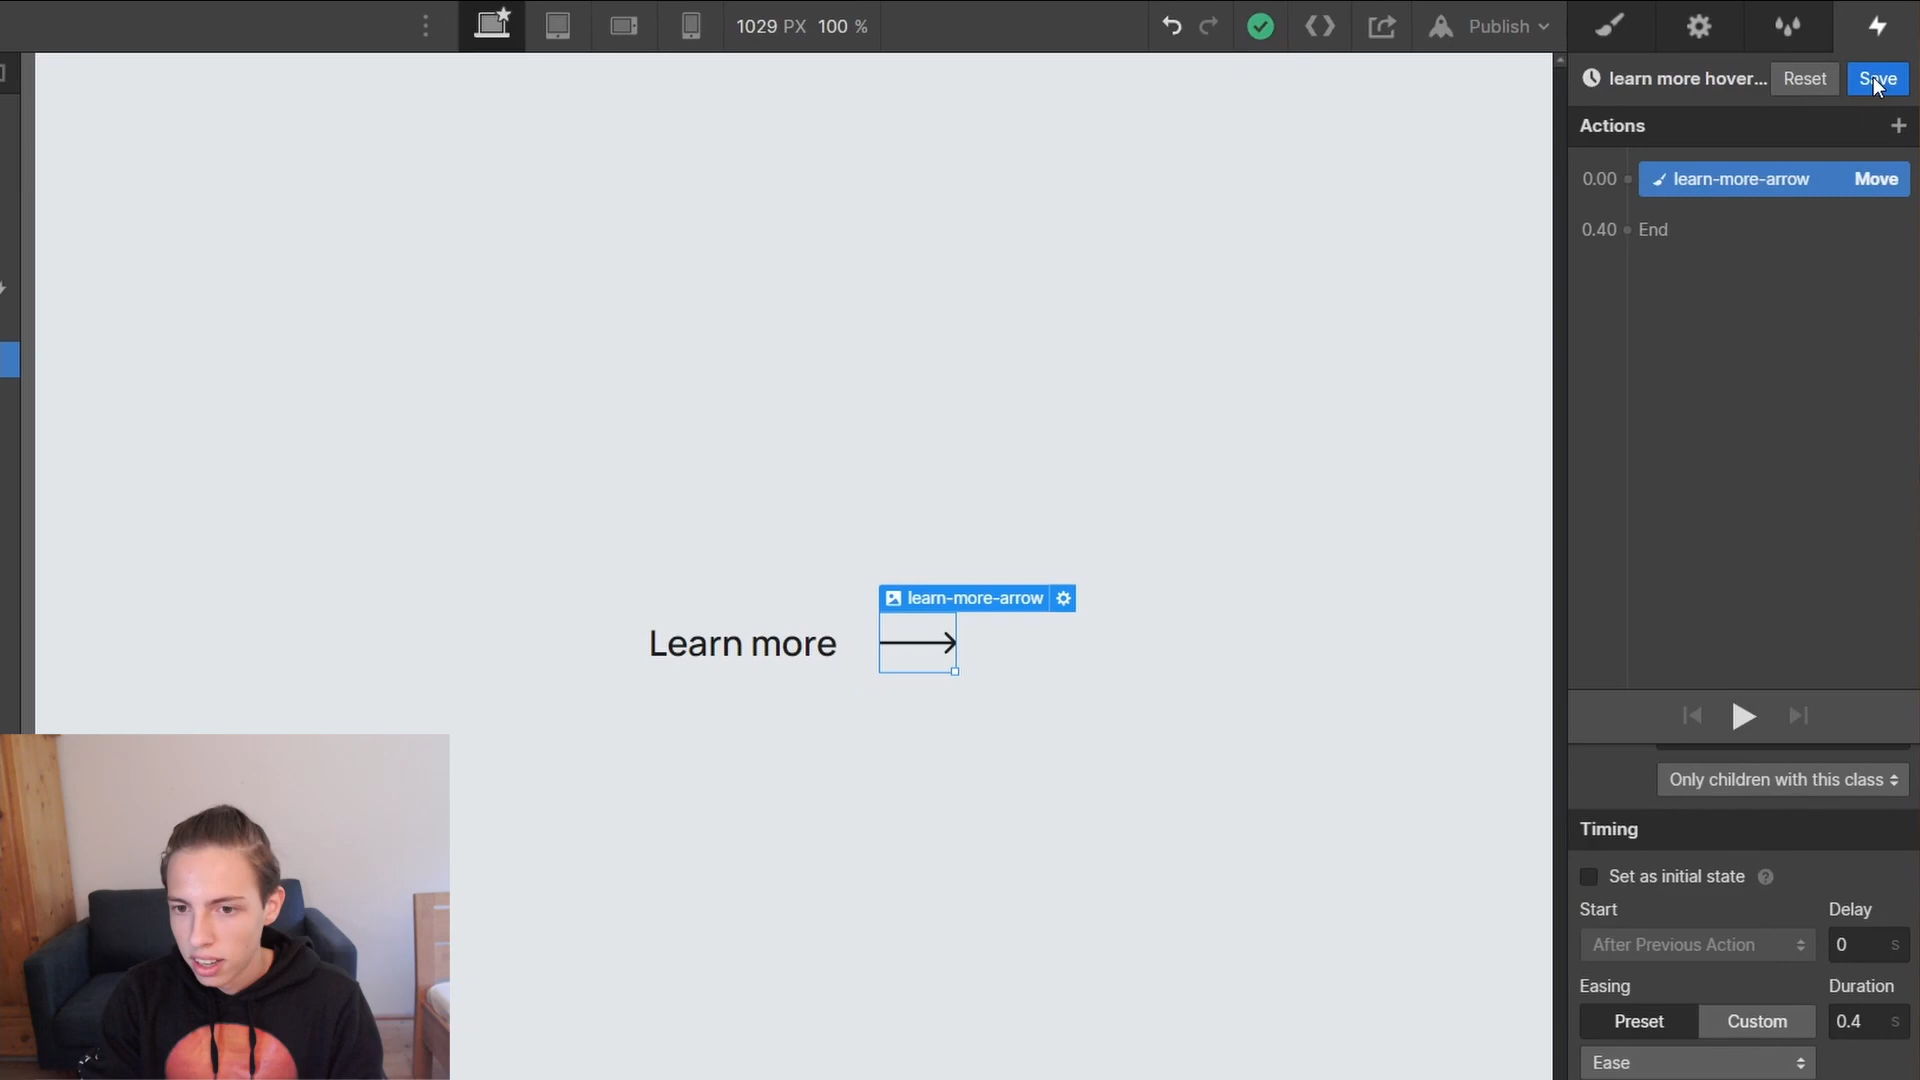 1029 PX 100 %
Publish
learn more hover...
Reset
Save
Actions
0.00
learn-more-arrow
Move
0.40
End
learn-more-arrow
Learn more
Only children with this class
Timing
Set as initial state
?
Start
Delay
After Previous Action
0 S
Easing
Duration
Preset
Custom
0.4 S
Ease